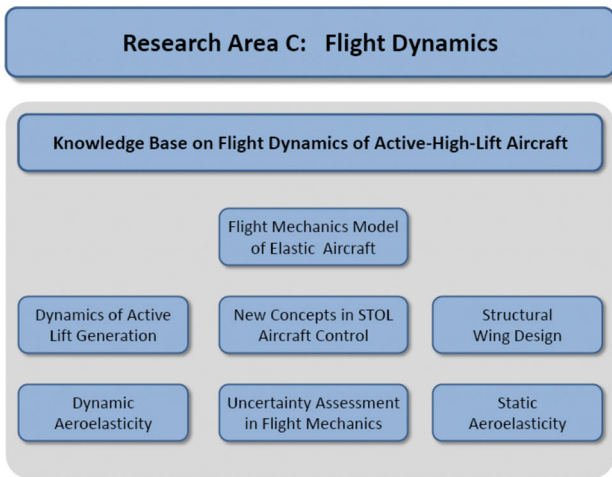 Research Area C: Flight Dynamics
Knowledge Base on Flight Dynamics of Active-High-Lift Aircraft
Flight Mechanics Model
of Elastic Aircraft
Dynamics of Active
Lift Generation
New Concepts in STOL
Aircraft Control
Structural
Wing Design
Dynamic
Aeroelasticity
Uncertainty Assessment
in Flight Mechanics
Static
Aeroelasticity